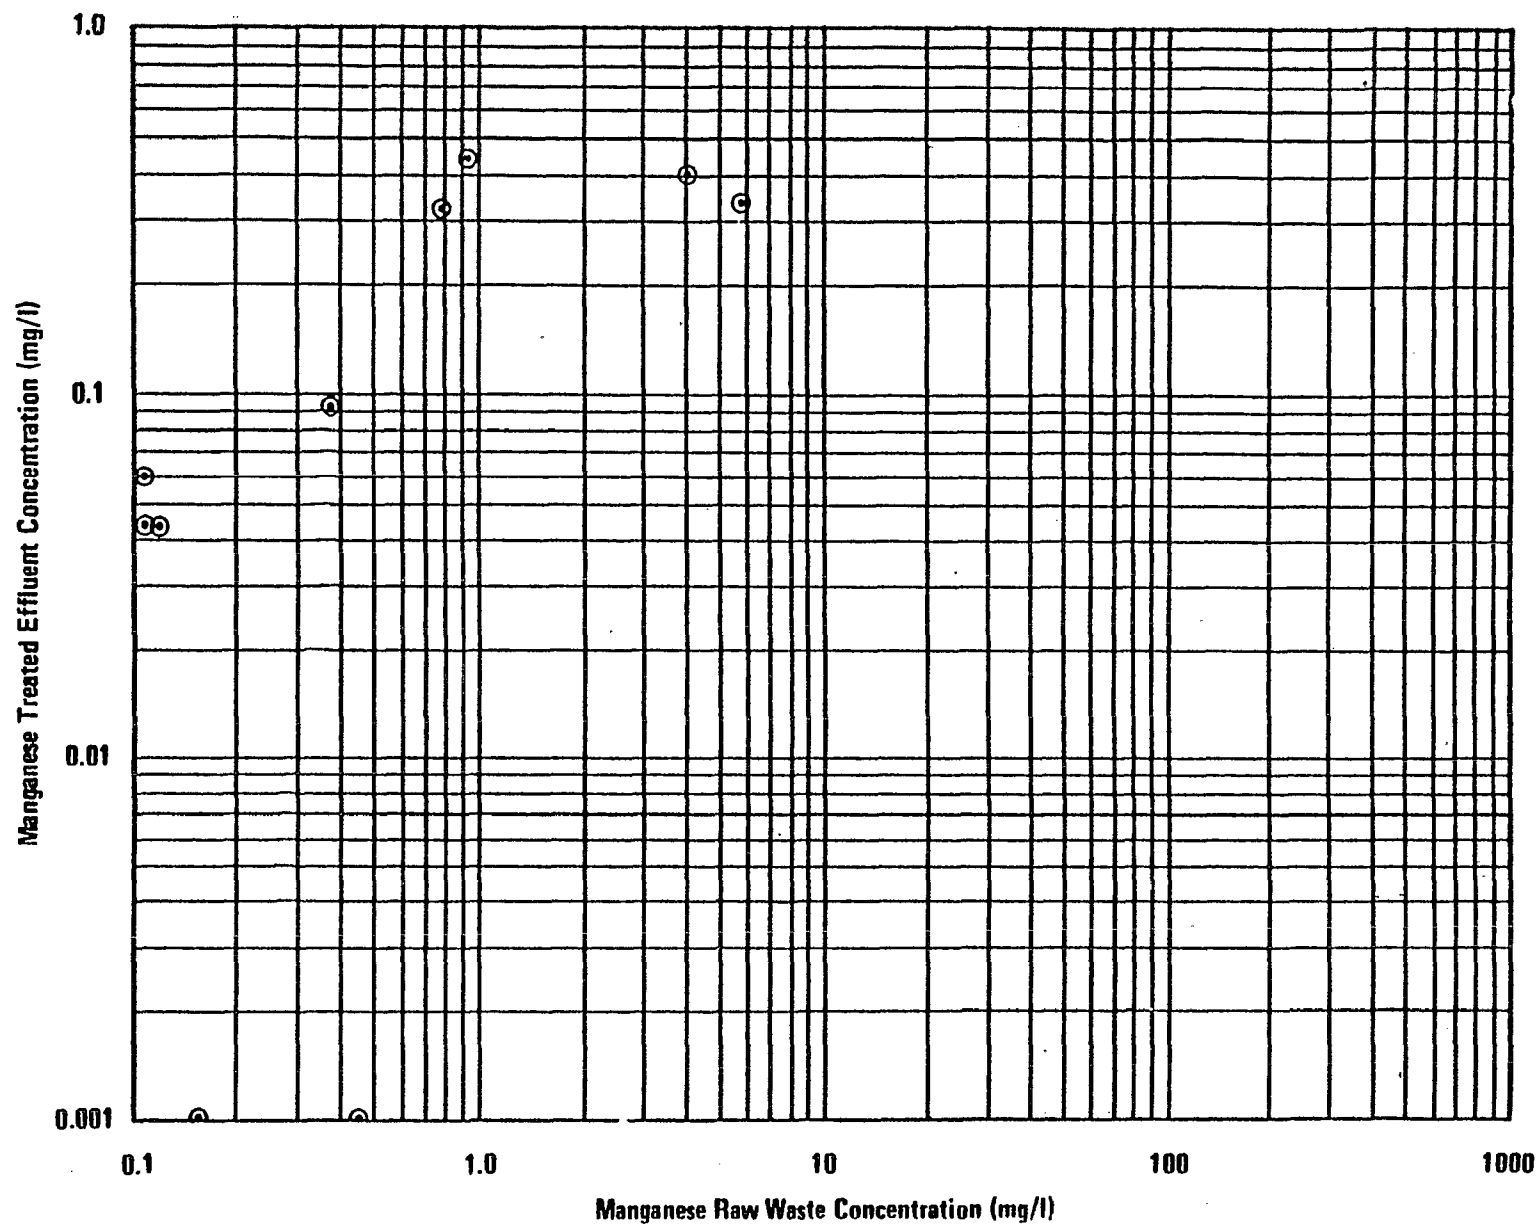 1.0
0.1
0.01
0.001
Manganese Treated Effluent Concentration (mg/l)
0.1 1.0 10 100 1000
Manganese Raw Waste Concentration (mg/l)